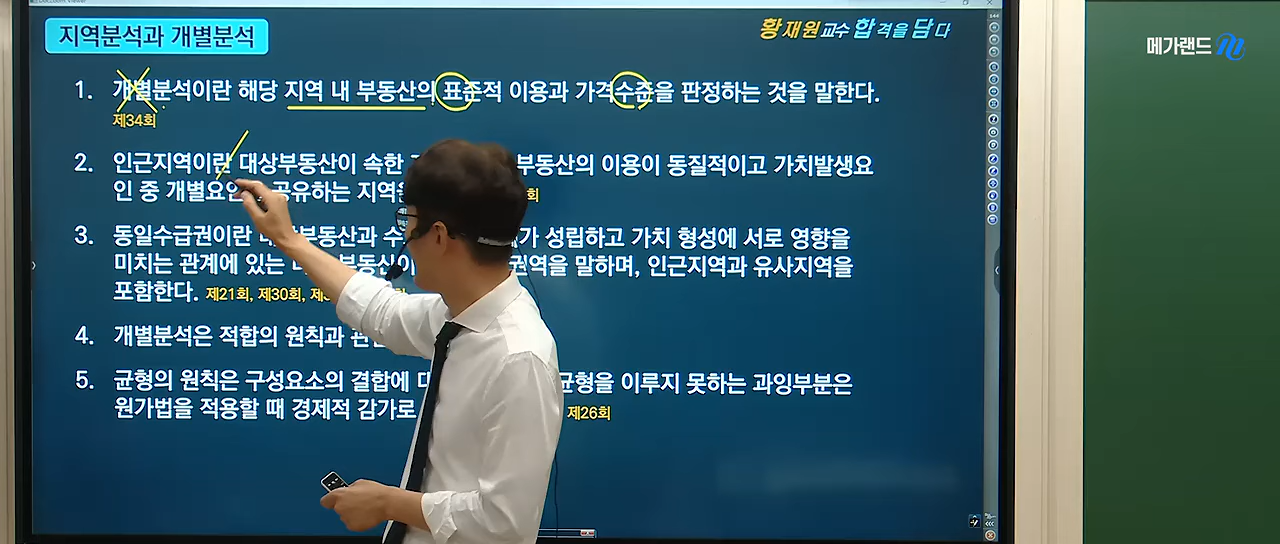 지역분석과 개별분석
황재원 교수 합격을 담다
메가랜드
1. 개별분석이란 해당 지역 내 부동산의 표준적 이용과 가격수준을 판정하는 것을 말한다.
제34회
2. 인근지역이란 대상부동산이 속한 부동산의 이용이 동질적이고 가치발생요
인 중 개별요인 공유하는 지역 회
3. 동일수급권이란 대상부동산과 가 성립하고 가치 형성에 서로 영향을
미치는 관계에 있는 부동산이 권역을 말하며, 인근지역과 유사지역을
포함한다. 제21회, 제30회,
4. 개별분석은 적합의 원칙과
5. 균형의 원칙은 구성요소의 결합에 균형을 이루지 못하는 과잉부분은
원가법을 적용할 때 경제적 감가로 제26회